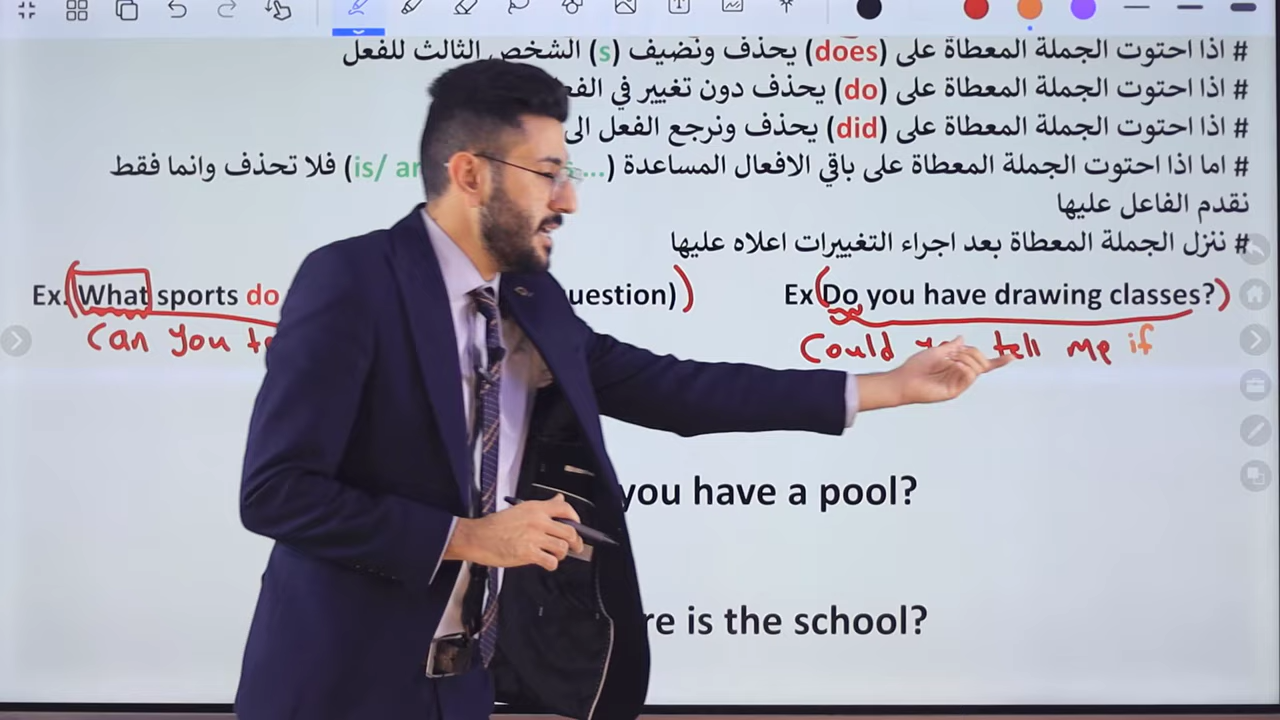 # اذا احتوت الجملة المعطاة على (does) يحذف ونضيف (s) الشخص الثالث للفعل
# اذا احتوت الجملة المعطاة على (do) يحذف دون تغيير في
# اذا احتوت الجملة المعطاة على (did) يحذف ونرجع الفعل الى
# اما اذا احتوت الجملة المعطاة على باقي الافعال المساعدة (is/ ...) فلا تحذف وانما فقط
نقدم الفاعل عليها
# ننزل الجملة المعطاة بعد اجراء التغييرات اعلاه عليها
Ex. (What sports do
Ex (Do you have drawing classes?)
Can you
Could tell me if
you have a pool?
is the school?